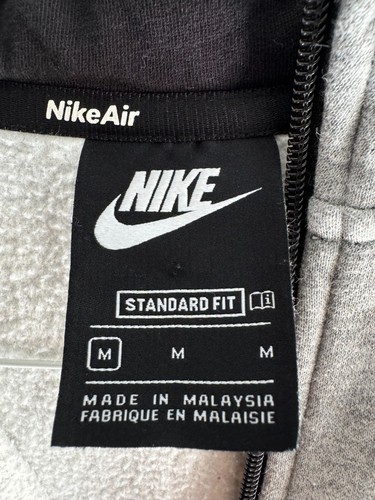 NikeAir
NIKE
STANDARD FIT
M M M
MADE IN MALAYSIA
FABRIQUE EN MALAISIE